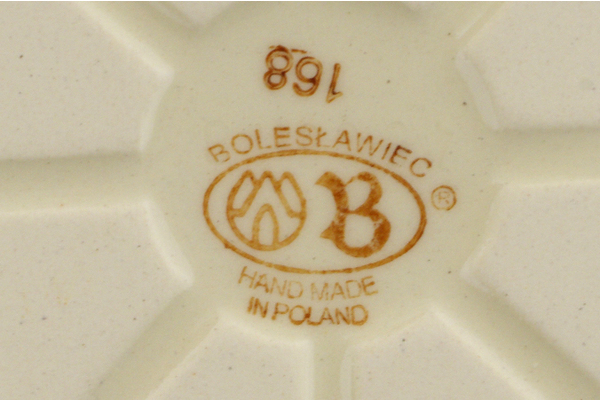 168
BOLESŁAWIEC
B
®
HAND MADE
IN POLAND